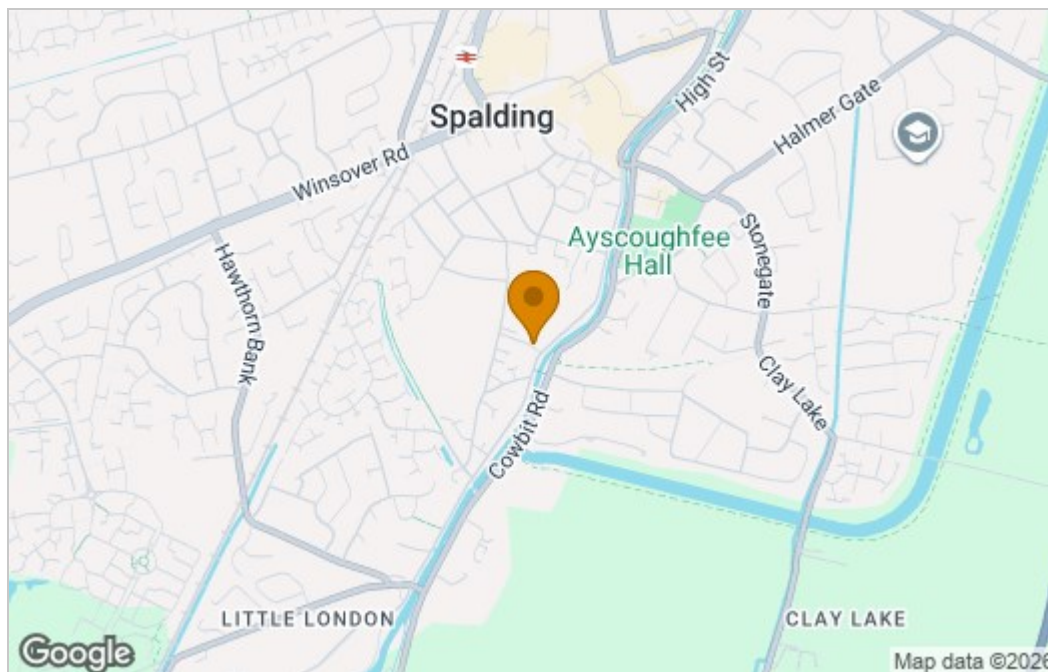 Spalding
High St
Halmer Gate
Winsover Rd
Ayscoughfee
Hall
Stonegate
Hawthorn Bank
Clay Lake
Cowbit Rd
LITTLE LONDON
CLAY LAKE
Google
Map data ©2026